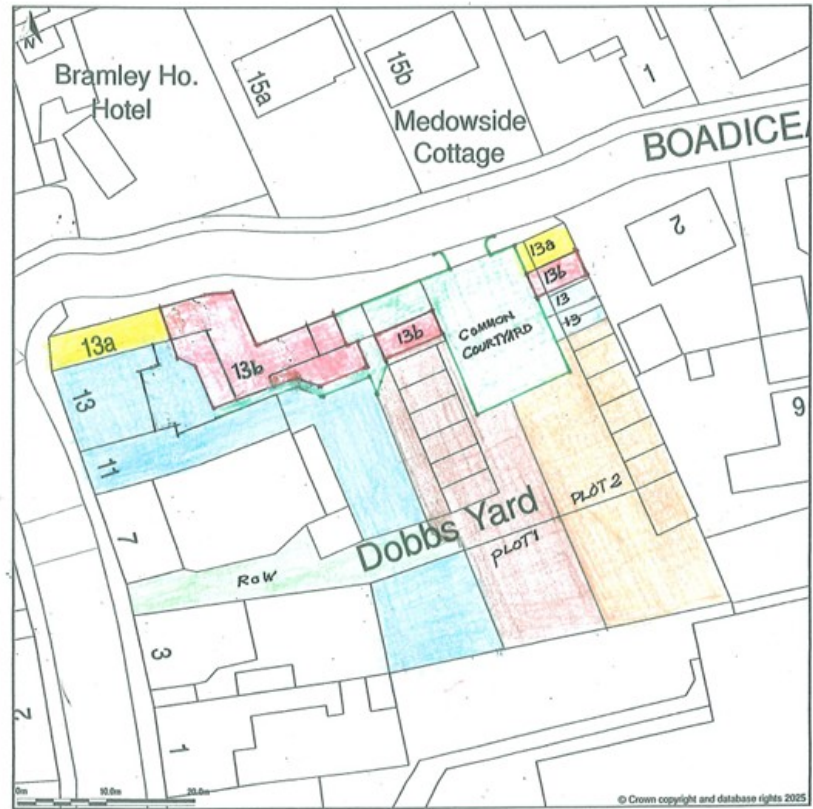 N
Bramley Ho.
Hotel
15a
15b
Medowside
Cottage
1
BOADICEA
2
13a
13b
13
13
COMMON
COURTYARD
13b
13a
13b
13
11
9
7
Dobbs Yard
PLOT 2
PLOT 1
ROW
3
2
1
0m
10.0m
20.0m
© Crown copyright and database rights 2025